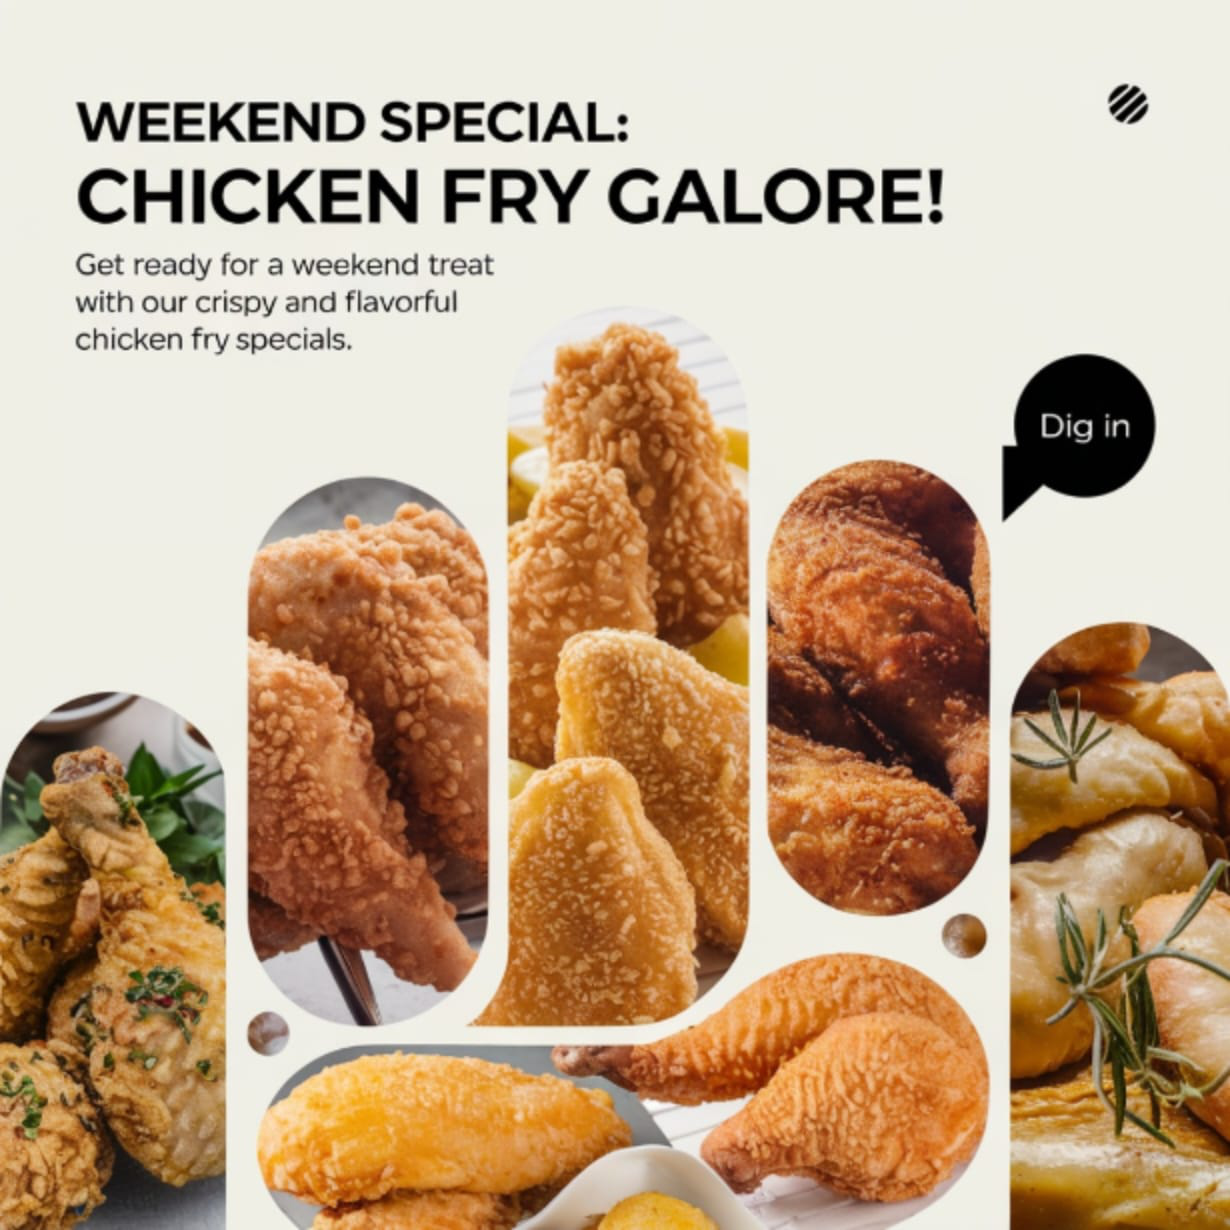 WEEKEND SPECIAL:
CHICKEN FRY GALORE!
Get ready for a weekend treat
with our crispy and flavorful
chicken fry specials.
Dig in